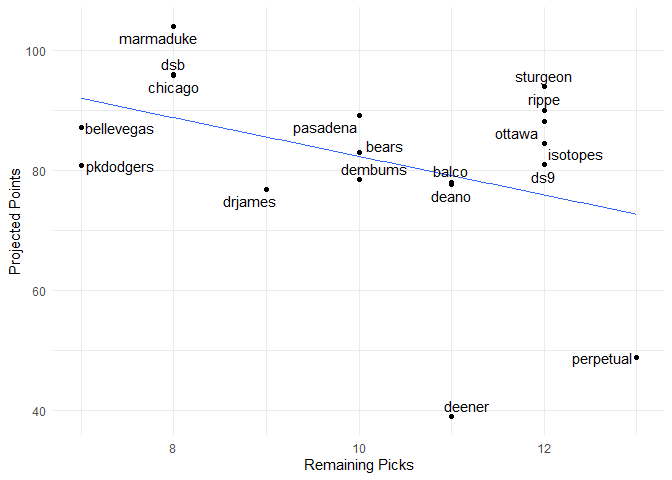 100
80
60
40
Projected Points
marmaduke
dsb
chicago
sturgeon
rippe
bellevegas
pasadena
ottawa
bears
isotopes
pkdodgers
dembums
balco
ds9
drjames
deano
perpetual
deener
8
10
12
Remaining Picks